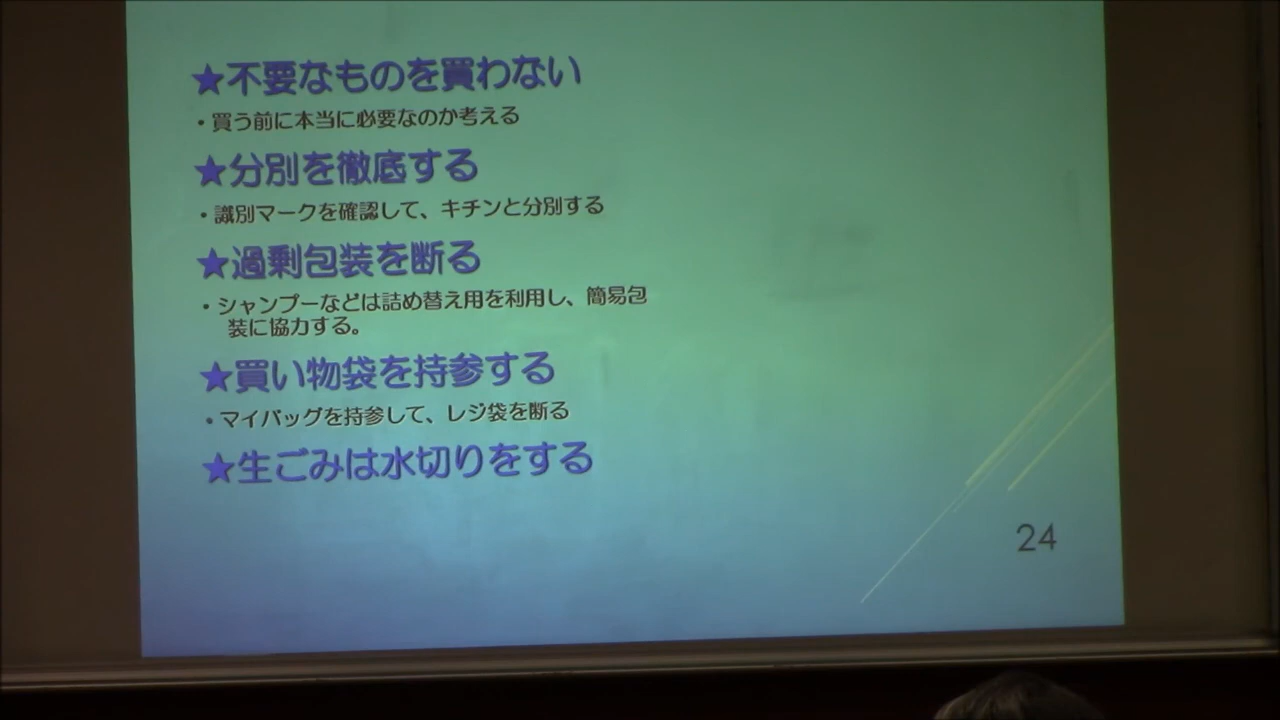 ★不要なものを買わない
・買う前に本当に必要なのか考える
★分別を徹底する
・識別マークを確認して、キチンと分別する
★過剰包装を断る
・シャンプーなどは詰め替え用を利用し、簡易包
装に協力する。
★買い物袋を持参する
・マイバッグを持参して、レジ袋を断る
★生ごみは水切りをする
24